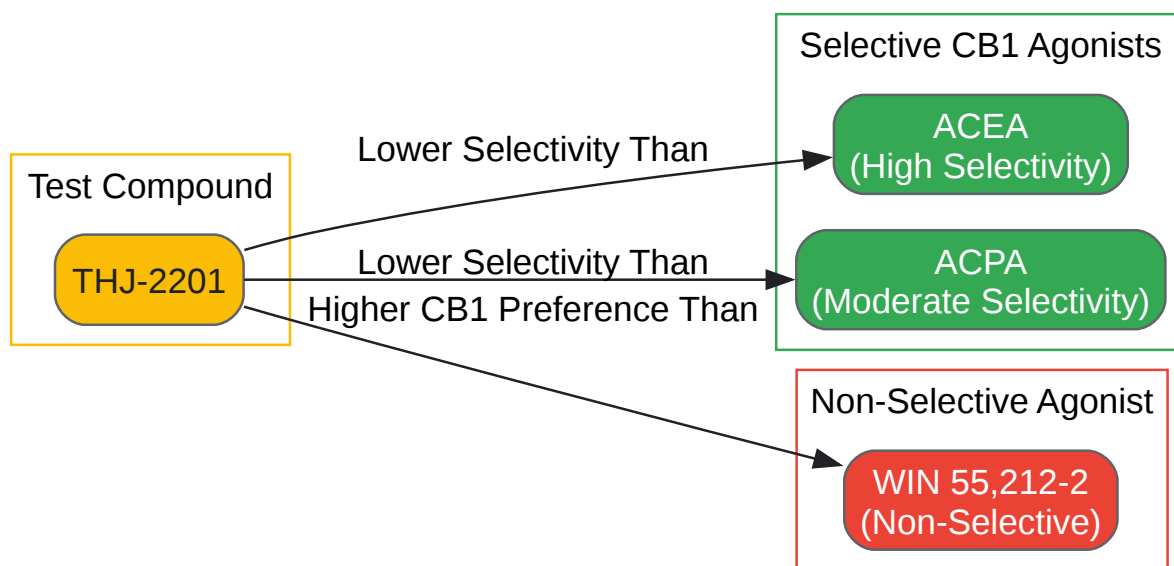 Selective CB1 Agonists
ACEA
(High Selectivity)
Lower Selectivity Than
Test Compound
THJ-2201
Lower Selectivity Than
Higher CB1 Preference Than
ACPA
(Moderate Selectivity)
Non-Selective Agonist
WIN 55,212-2
(Non-Selective)